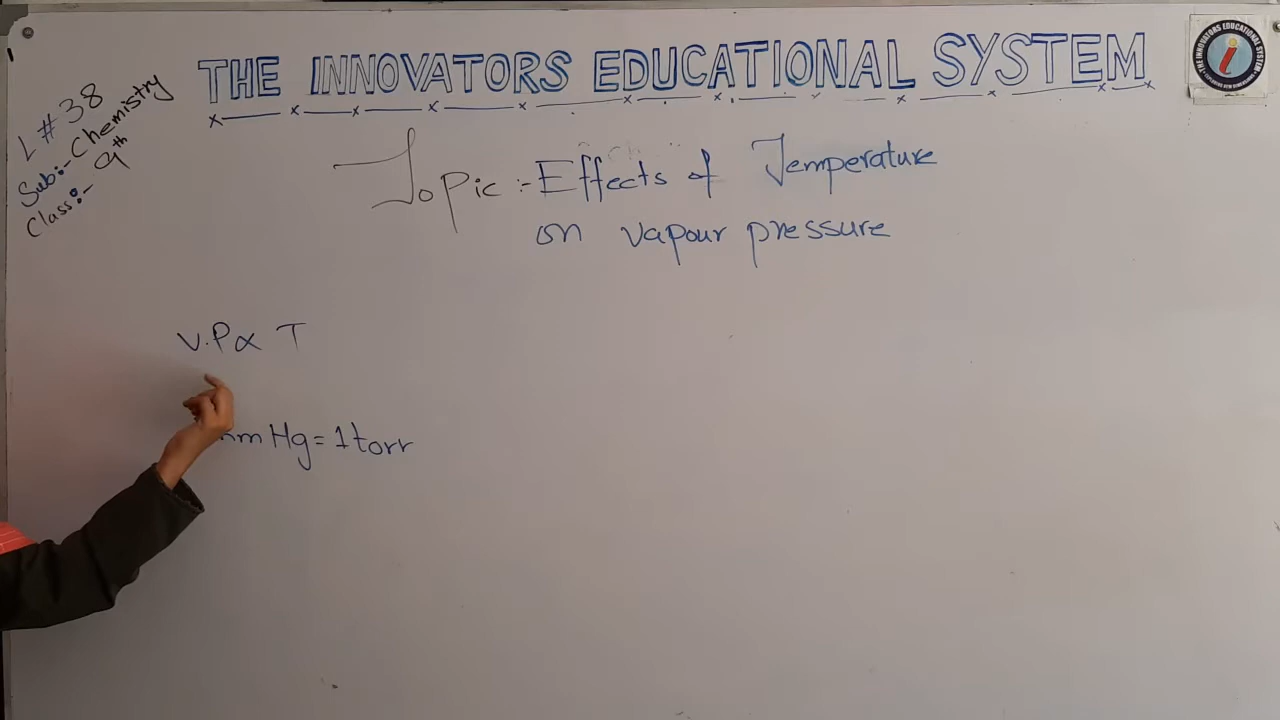 THE INNOVATORS EDUCATIONAL SYSTEM
L # 38
Sub:- Chemistry
Class:- 9th
Topic :- Effects of Temperature
on vapour pressure
V.P ∝ T
mm Hg = 1 torr